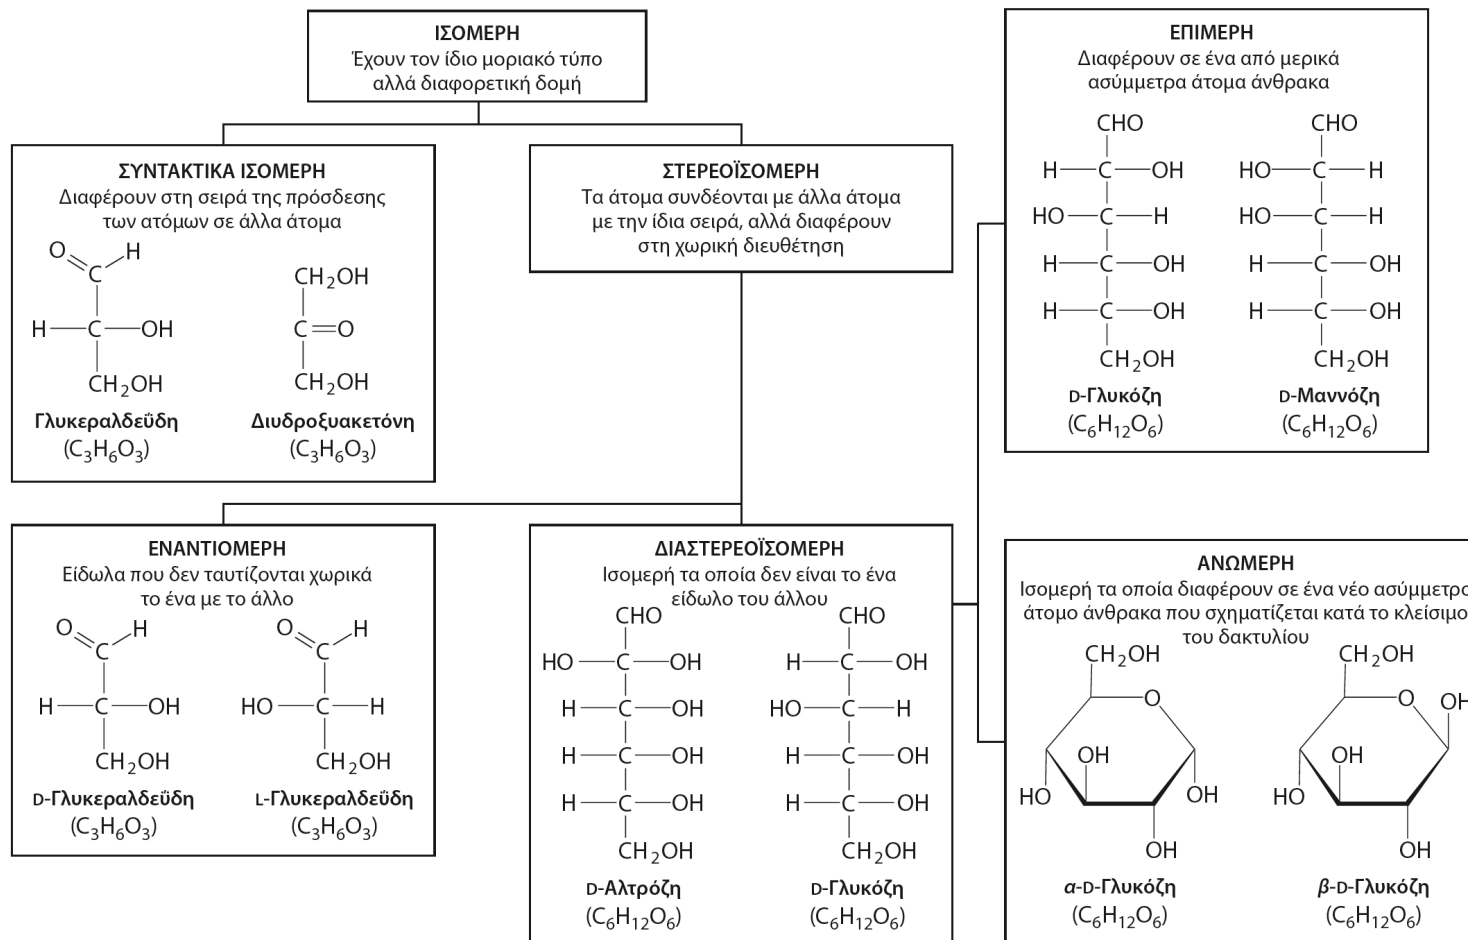 ΙΣΟΜΕΡΗ
Έχουν τον ίδιο μοριακό τύπο
αλλά διαφορετική δομή
ΣΥΝΤΑΚΤΙΚΑ ΙΣΟΜΕΡΗ
Διαφέρουν στη σειρά της πρόσδεσης
των ατόμων σε άλλα άτομα
O H
C
H C OH
CH₂OH
Γλυκεραλδεΰδη
(C₃H₆O₃)
CH₂OH
C=O
CH₂OH
Διυδροξυακετόνη
(C₃H₆O₃)
ΣΤΕΡΕΟΪΣΟΜΕΡΗ
Τα άτομα συνδέονται με άλλα άτομα
με την ίδια σειρά, αλλά διαφέρουν
στη χωρική διευθέτηση
ΕΝΑΝΤΙΟΜΕΡΗ
Είδωλα που δεν ταυτίζονται χωρικά
το ένα με το άλλο
O H
C
H C OH
CH₂OH
D-Γλυκεραλδεΰδη
(C₃H₆O₃)
O H
C
HO C H
CH₂OH
L-Γλυκεραλδεΰδη
(C₃H₆O₃)
ΔΙΑΣΤΕΡΕΟΪΣΟΜΕΡΗ
Ισομερή τα οποία δεν είναι το ένα
είδωλο του άλλου
CHO
HO C OH
H C OH
H C OH
H C OH
CH₂OH
D-Αλτρόζη
(C₆H₁₂O₆)
CHO
H C OH
HO C H
H C OH
H C OH
CH₂OH
D-Γλυκόζη
(C₆H₁₂O₆)
ΕΠΙΜΕΡΗ
Διαφέρουν σε ένα από μερικά
ασύμμετρα άτομα άνθρακα
CHO
H C OH
HO C H
H C OH
H C OH
CH₂OH
D-Γλυκόζη
(C₆H₁₂O₆)
CHO
HO C H
HO C H
H C OH
H C OH
CH₂OH
D-Μαννόζη
(C₆H₁₂O₆)
ΑΝΩΜΕΡΗ
Ισομερή τα οποία διαφέρουν σε ένα νέο ασύμμετρο
άτομο άνθρακα που σχηματίζεται κατά το κλείσιμο
του δακτυλίου
CH₂OH
O
OH
HO OH
OH
α-D-Γλυκόζη
(C₆H₁₂O₆)
CH₂OH
O OH
OH
HO
OH
β-D-Γλυκόζη
(C₆H₁₂O₆)